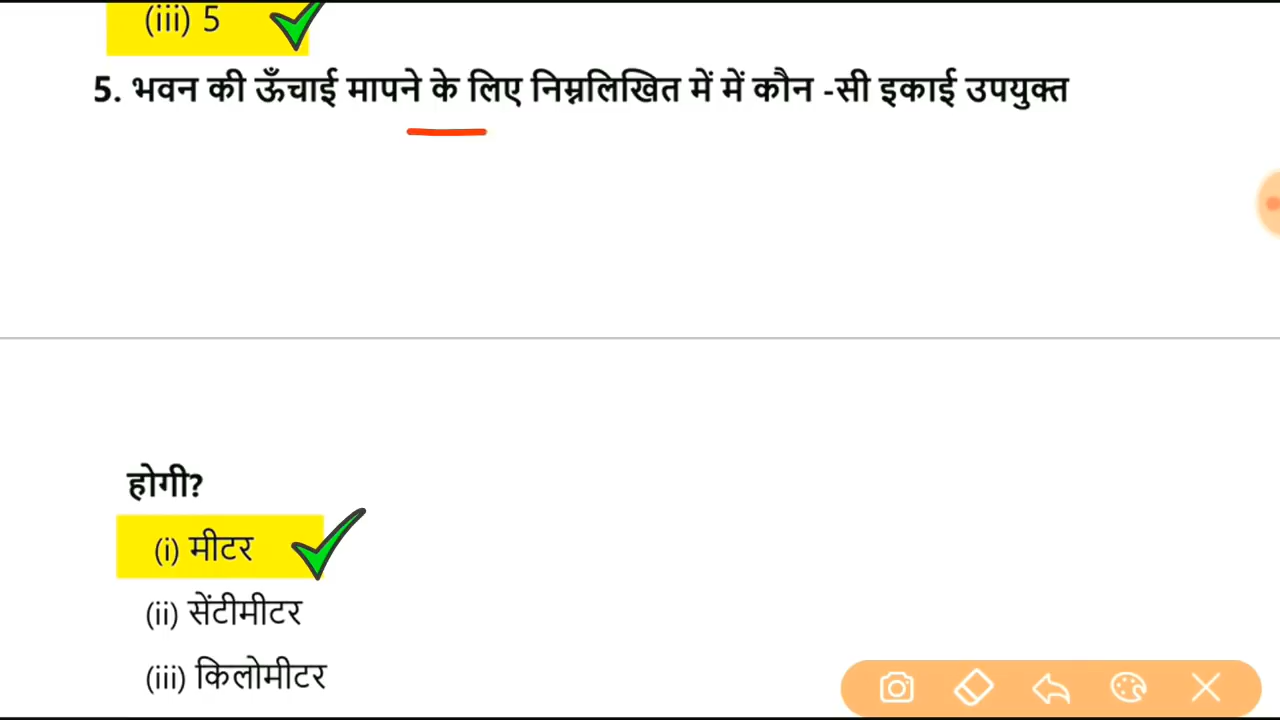 (iii) 5
5. भवन की ऊँचाई मापने के लिए निम्नलिखित में में कौन -सी इकाई उपयुक्त
होगी?
(i) मीटर
(ii) सेंटीमीटर
(iii) किलोमीटर